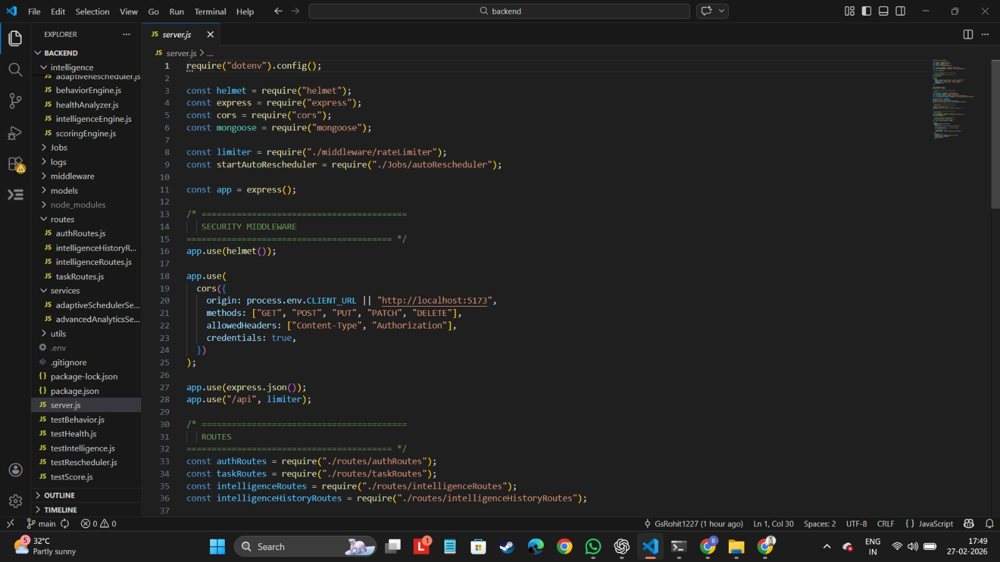 File Edit Selection View Go Run Terminal Help
backend
EXPLORER
BACKEND
intelligence
adaptiveRescheduler.js
behaviorEngine.js
healthAnalyzer.js
intelligenceEngine.js
scoringEngine.js
Jobs
logs
middleware
models
node_modules
routes
authRoutes.js
intelligenceHistoryR...
intelligenceRoutes.js
taskRoutes.js
services
adaptiveSchedulerSe...
advancedAnalyticsSe...
utils
.env
.gitignore
package-lock.json
package.json
server.js
testBehavior.js
testHealth.js
testIntelligence.js
testRescheduler.js
testScore.js
OUTLINE
TIMELINE
JS server.js
JS server.js > ...
1 require("dotenv").config();
2
3 const helmet = require("helmet");
4 const express = require("express");
5 const cors = require("cors");
6 const mongoose = require("mongoose");
7
8 const limiter = require("./middleware/rateLimiter");
9 const startAutoRescheduler = require("./Jobs/autoRescheduler");
10
11 const app = express();
12
13 /* =========================================
14 SECURITY MIDDLEWARE
15 ========================================= */
16 app.use(helmet());
17
18 app.use(
19 cors({
20 origin: process.env.CLIENT_URL || "http://localhost:5173",
21 methods: ["GET", "POST", "PUT", "PATCH", "DELETE"],
22 allowedHeaders: ["Content-Type", "Authorization"],
23 credentials: true,
24 })
25 );
26
27 app.use(express.json());
28 app.use("/api", limiter);
29
30 /* =========================================
31 ROUTES
32 ========================================= */
33 const authRoutes = require("./routes/authRoutes");
34 const taskRoutes = require("./routes/taskRoutes");
35 const intelligenceRoutes = require("./routes/intelligenceRoutes");
36 const intelligenceHistoryRoutes = require("./routes/intelligenceHistoryRoutes");
37
main 0 0 GsRohit1227 (1 hour ago) Ln 1, Col 30 Spaces: 2 UTF-8 CRLF {} JavaScript
5 32°C
Partly sunny
Search
L 1
ENG
IN
17:49
27-02-2026